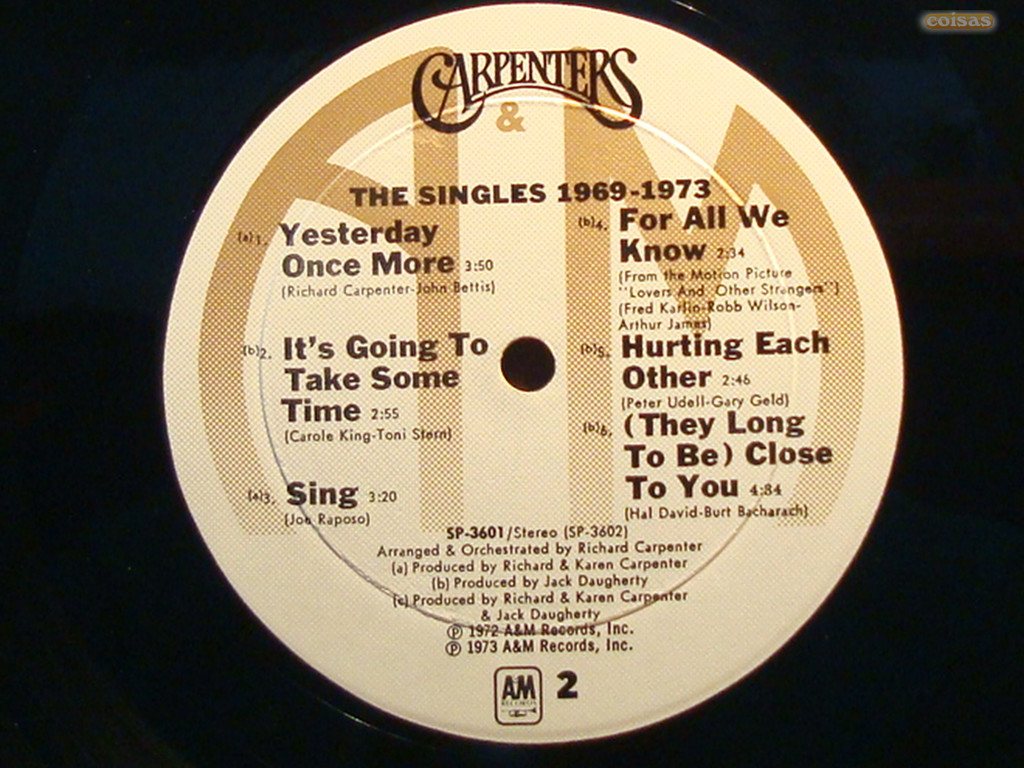 coisas
CARPENTERS
&
THE SINGLES 1969-1973
(a)1. Yesterday
Once More 3:50
(Richard Carpenter-John Bettis)
(b)2. It's Going To
Take Some
Time 2:55
(Carole King-Toni Stern)
(a)3. Sing 3:20
(Joe Raposo)
(b)4. For All We
Know 2:34
(From the Motion Picture
"Lovers And Other Strangers")
(Fred Karlin-Robb Wilson-
Arthur James)
(b)5. Hurting Each
Other 2:46
(Peter Udell-Gary Geld)
(b)6. (They Long
To Be) Close
To You 4:34
(Hal David-Burt Bacharach)
SP-3601/Stereo (SP-3602)
Arranged & Orchestrated by Richard Carpenter
(a) Produced by Richard & Karen Carpenter
(b) Produced by Jack Daugherty
(c) Produced by Richard & Karen Carpenter
& Jack Daugherty
℗ 1972 A&M Records, Inc.
℗ 1973 A&M Records, Inc.
A&M 2
RECORDS